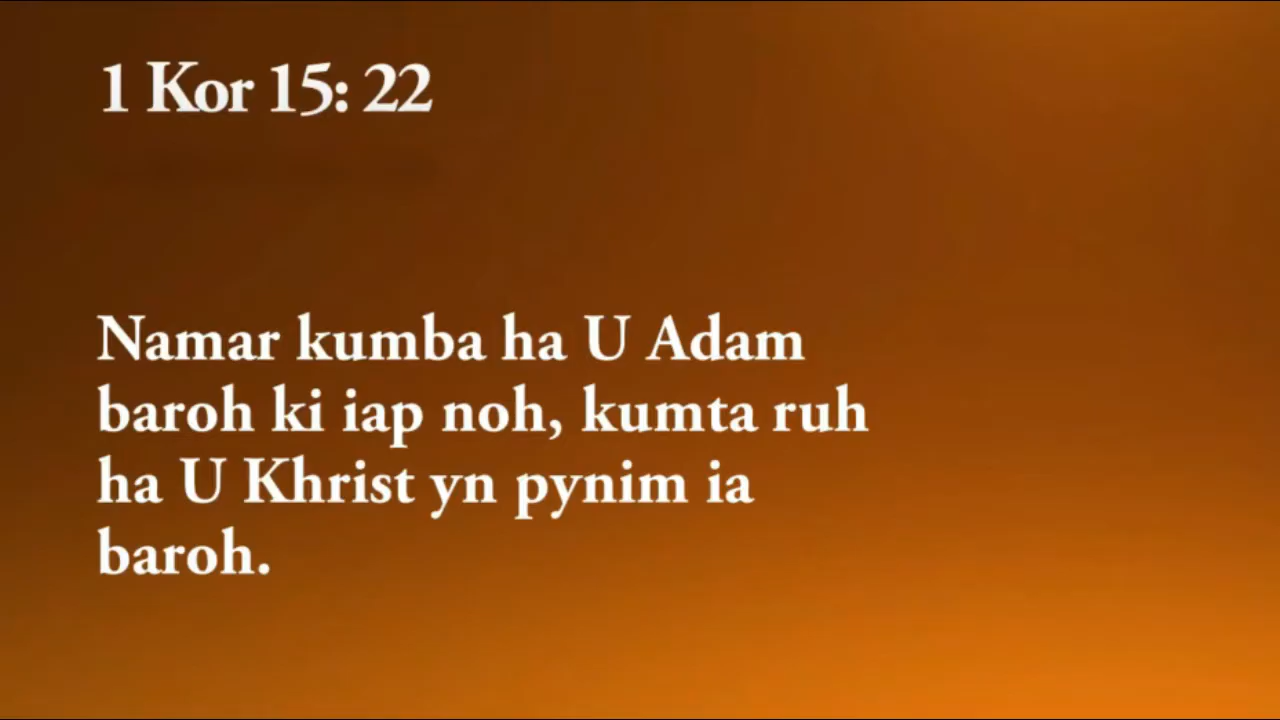 1 Kor 15: 22
Namar kumba ha U Adam
baroh ki iap noh, kumta ruh
ha U Khrist yn pynim ia
baroh.